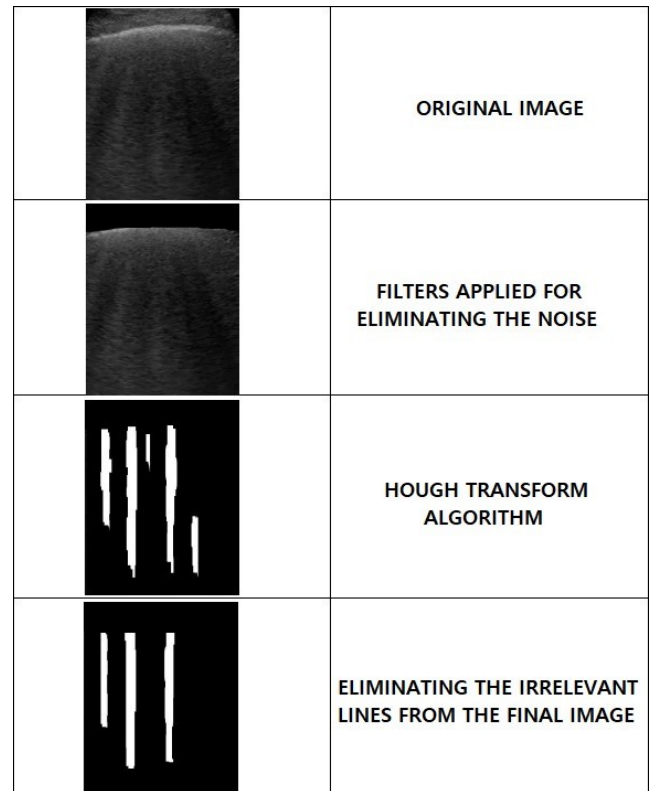 ORIGINAL IMAGE
FILTERS APPLIED FOR
ELIMINATING THE NOISE
HOUGH TRANSFORM
ALGORITHM
ELIMINATING THE IRRELEVANT
LINES FROM THE FINAL IMAGE